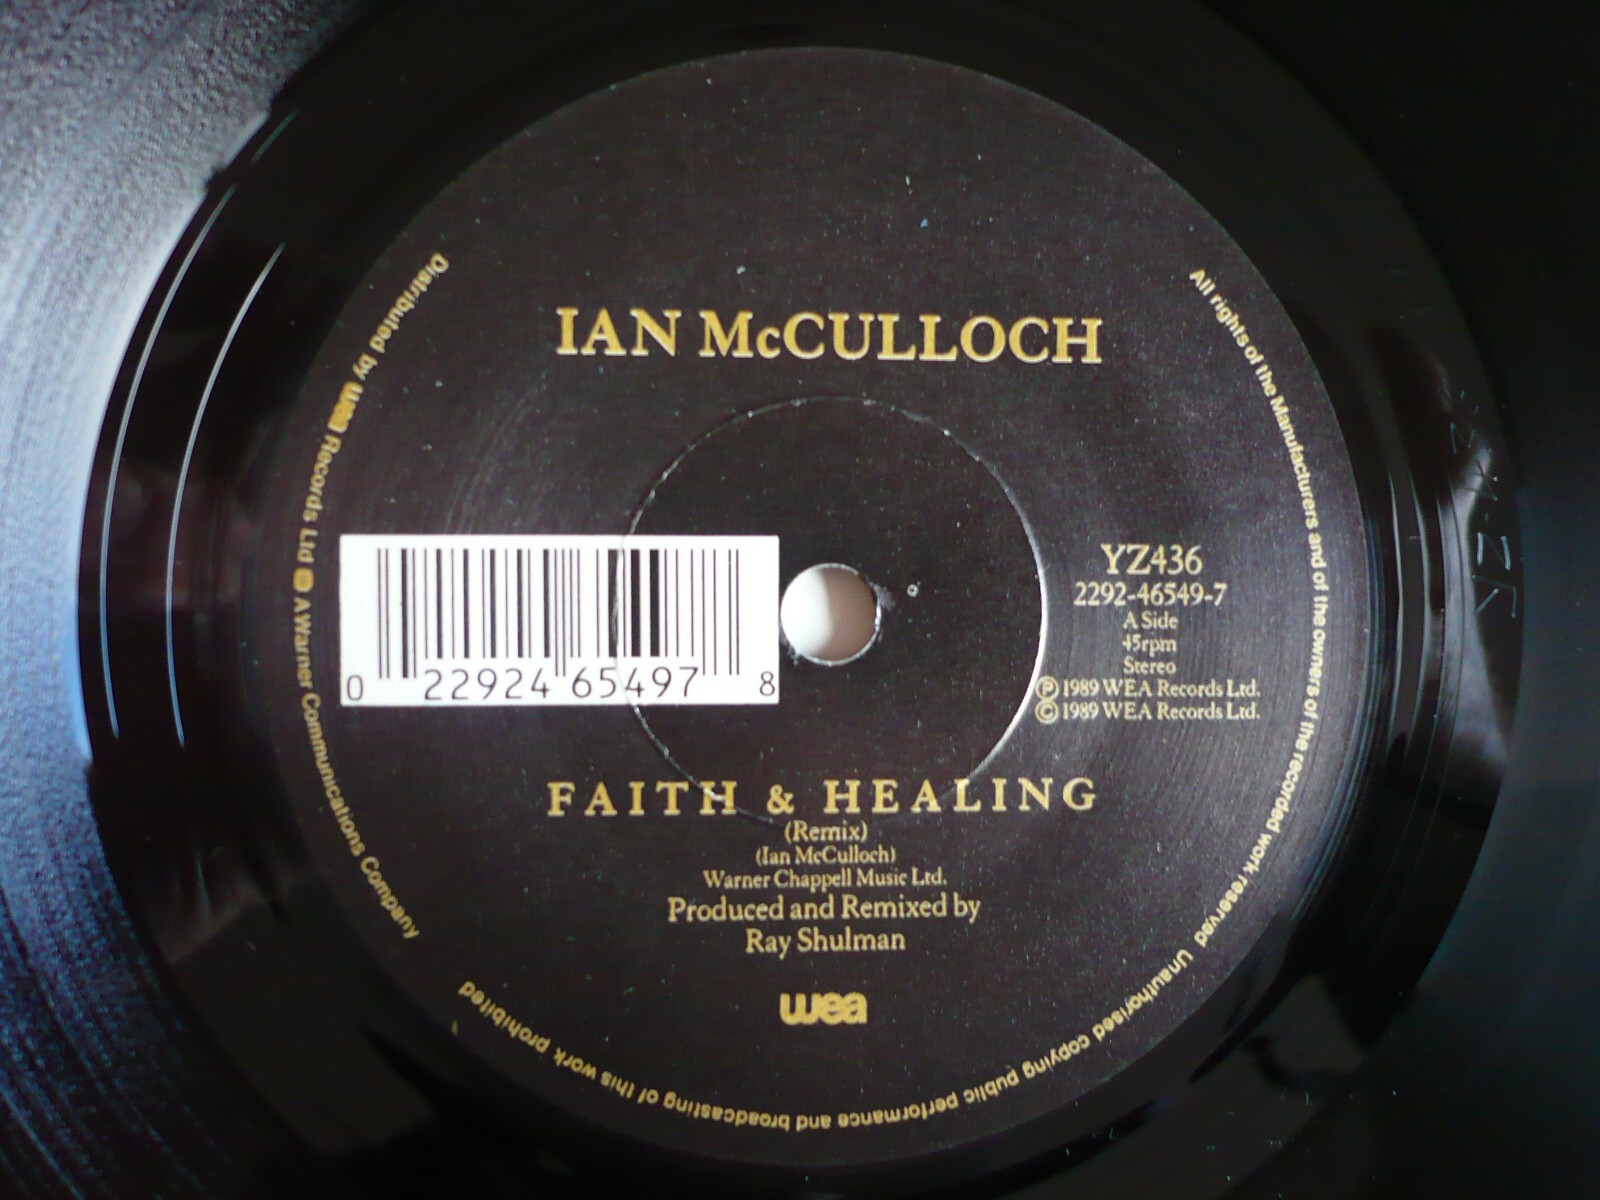 IAN McCULLOCH
Distributed by wea Records Ltd A Warner Communications Company
All rights of the Manufacturers and of the owners of the recorded work reserved Unauthorised copying public performance and broadcasting of this work prohibited
0 22924 65497 8
YZ436
2292-46549-7
A Side
45rpm
Stereo
Ⓟ 1989 WEA Records Ltd.
© 1989 WEA Records Ltd.
FAITH & HEALING
(Remix)
(Ian McCulloch)
Warner Chappell Music Ltd.
Produced and Remixed by
Ray Shulman
wea